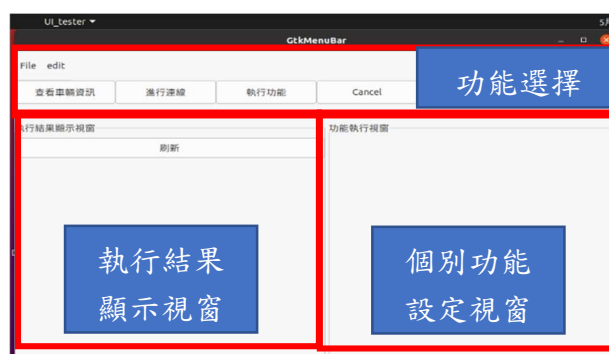 UI_tester
5月
GtkMenuBar
File edit
查看車輛資訊 進行連線 執行功能 Cancel
功能選擇
執行結果顯示視窗 功能執行視窗
刷新
執行結果
顯示視窗
個別功能
設定視窗